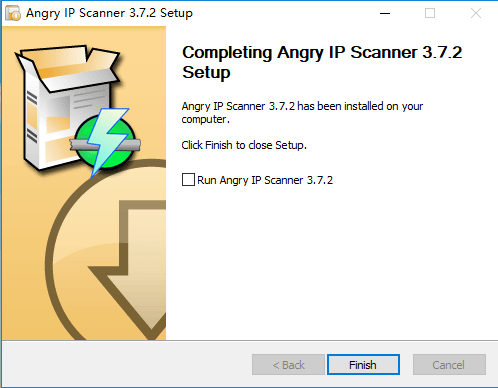 Angry IP Scanner 3.7.2 Setup
Completing Angry IP Scanner 3.7.2
Setup
Angry IP Scanner 3.7.2 has been installed on your
computer.
Click Finish to close Setup.
Run Angry IP Scanner 3.7.2
< Back
Finish
Cancel